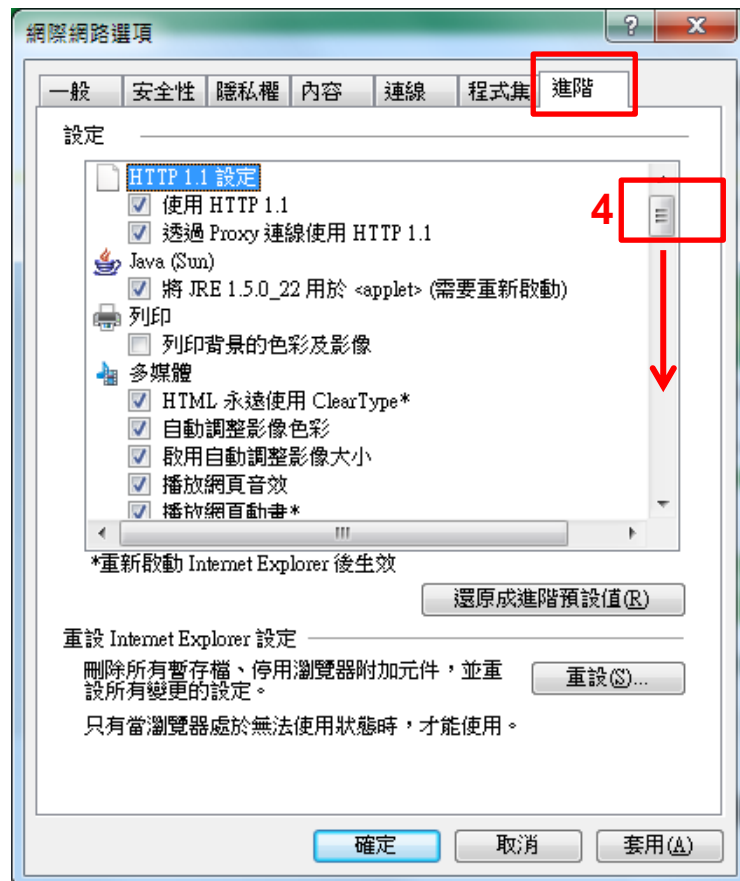 網際網路選項
一般 安全性 隱私權 內容 連線 程式集 進階
設定
HTTP 1.1 設定
使用 HTTP 1.1
4
透過 Proxy 連線使用 HTTP 1.1
Java (Sun)
將 JRE 1.5.0_22 用於 <applet> (需要重新啟動)
列印
列印背景的色彩及影像
多媒體
HTML 永遠使用 ClearType*
自動調整影像色彩
啟用自動調整影像大小
播放網頁音效
播放網頁動畫*
*重新啟動 Internet Explorer 後生效
還原成進階預設值(R)
重設 Internet Explorer 設定
刪除所有暫存檔、停用瀏覽器附加元件，並重
設所有變更的設定。
重設(S)...
只有當瀏覽器處於無法使用狀態時，才能使用。
確定 取消 套用(A)